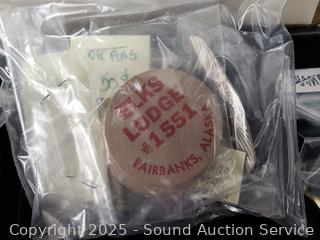 ELKS
LODGE
#1551
FAIRBANKS, ALASKA
Copyright 2025 - Sound Auction Service